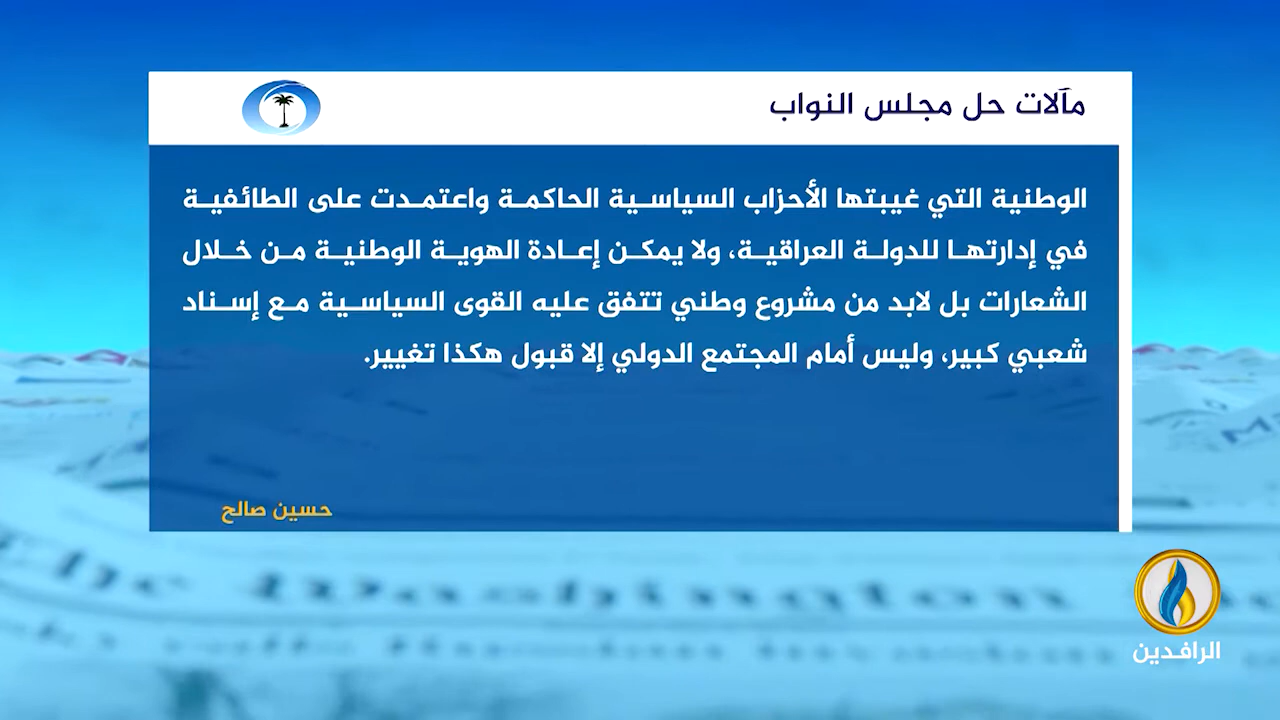 مآلات حل مجلس النواب
الوطنية التي غيبتها الأحزاب السياسية الحاكمة واعتمدت على الطائفية
في إدارتها للدولة العراقية، ولا يمكن إعادة الهوية الوطنية من خلال
الشعارات بل لابد من مشروع وطني تتفق عليه القوى السياسية مع إسناد
شعبي كبير، وليس أمام المجتمع الدولي إلا قبول هكذا تغيير.
حسين صالح
الرافدين